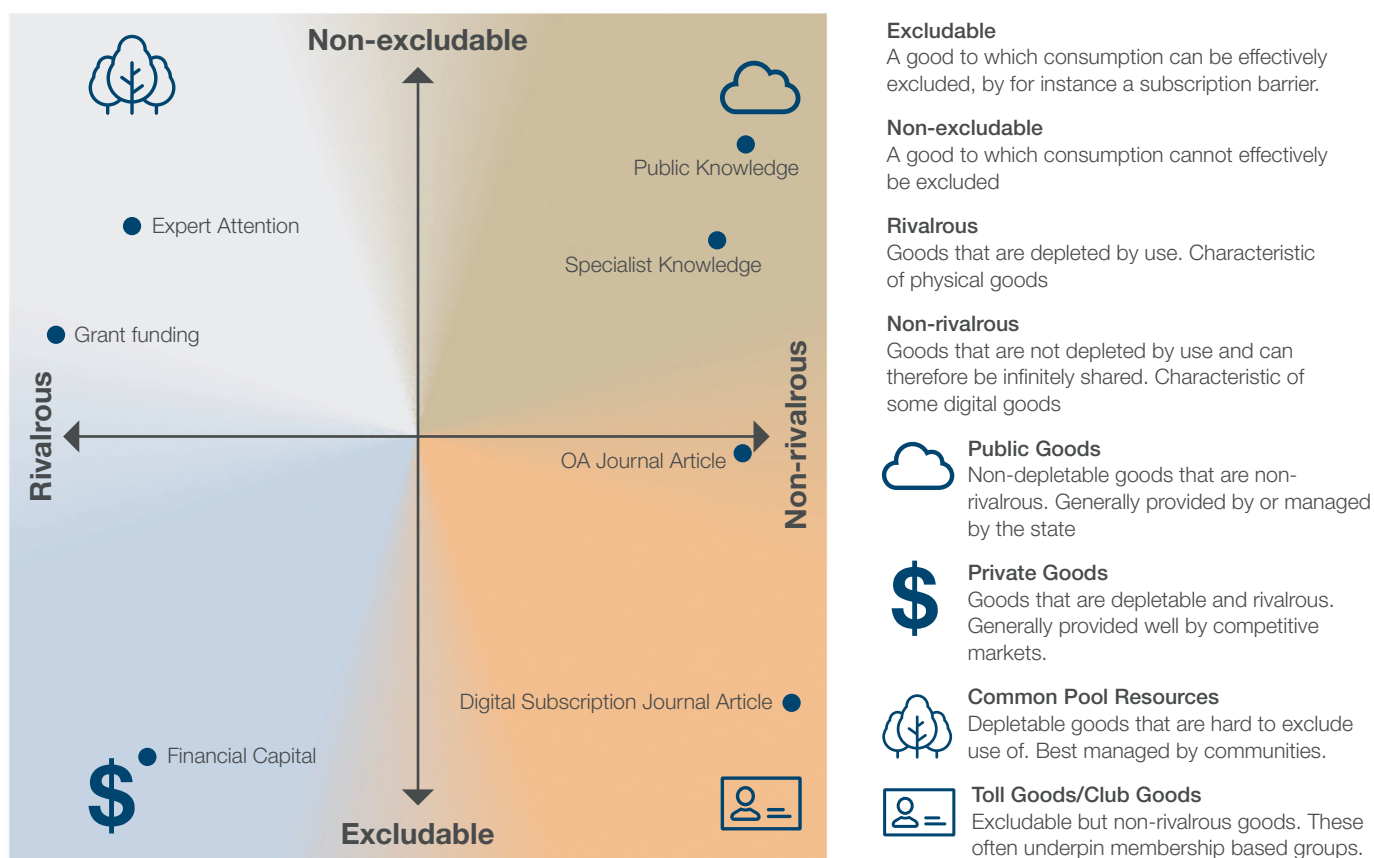 Non-excludable
Public Knowledge
Expert Attention
Specialist Knowledge
Grant funding
Rivalrous
Non-rivalrous
OA Journal Article
Digital Subscription Journal Article
Financial Capital
$
Excludable
Excludable
A good to which consumption can be effectively
excluded, by for instance a subscription barrier.
Non-excludable
A good to which consumption cannot effectively
be excluded
Rivalrous
Goods that are depleted by use. Characteristic
of physical goods
Non-rivalrous
Goods that are not depleted by use and can
therefore be infinitely shared. Characteristic of
some digital goods
Public Goods
Non-depletable goods that are non-
rivalrous. Generally provided by or managed
by the state
$
Private Goods
Goods that are depletable and rivalrous.
Generally provided well by competitive
markets.
Common Pool Resources
Depletable goods that are hard to exclude
use of. Best managed by communities.
Toll Goods/Club Goods
Excludable but non-rivalrous goods. These
often underpin membership based groups.